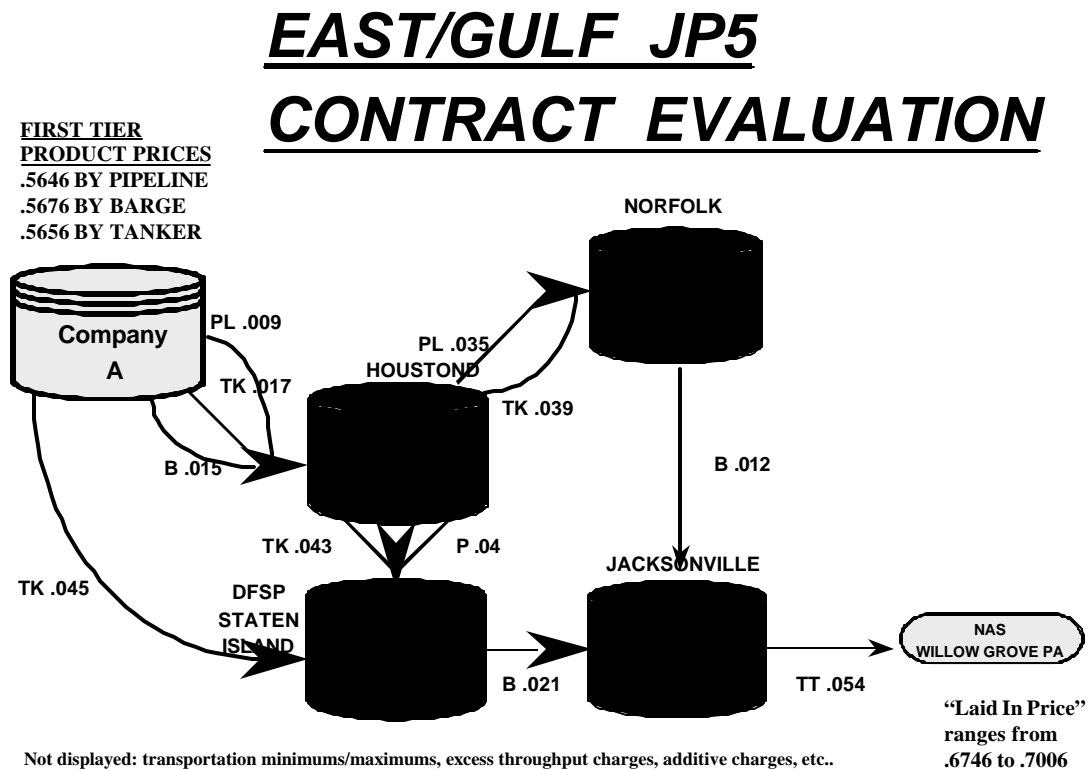 EAST/GULF JP5
CONTRACT EVALUATION
FIRST TIER
PRODUCT PRICES
.5646 BY PIPELINE
.5676 BY BARGE
.5656 BY TANKER
NORFOLK
Company
A
PL .009
PL .035
HOUSTOND
TK .017
TK .039
B .015
B .012
TK .043
P .04
JACKSONVILLE
TK .045
DFSP
STATEN
ISLAND
NAS
WILLOW GROVE PA
B .021
TT .054
“Laid In Price”
ranges from
.6746 to .7006
Not displayed: transportation minimums/maximums, excess throughput charges, additive charges, etc..